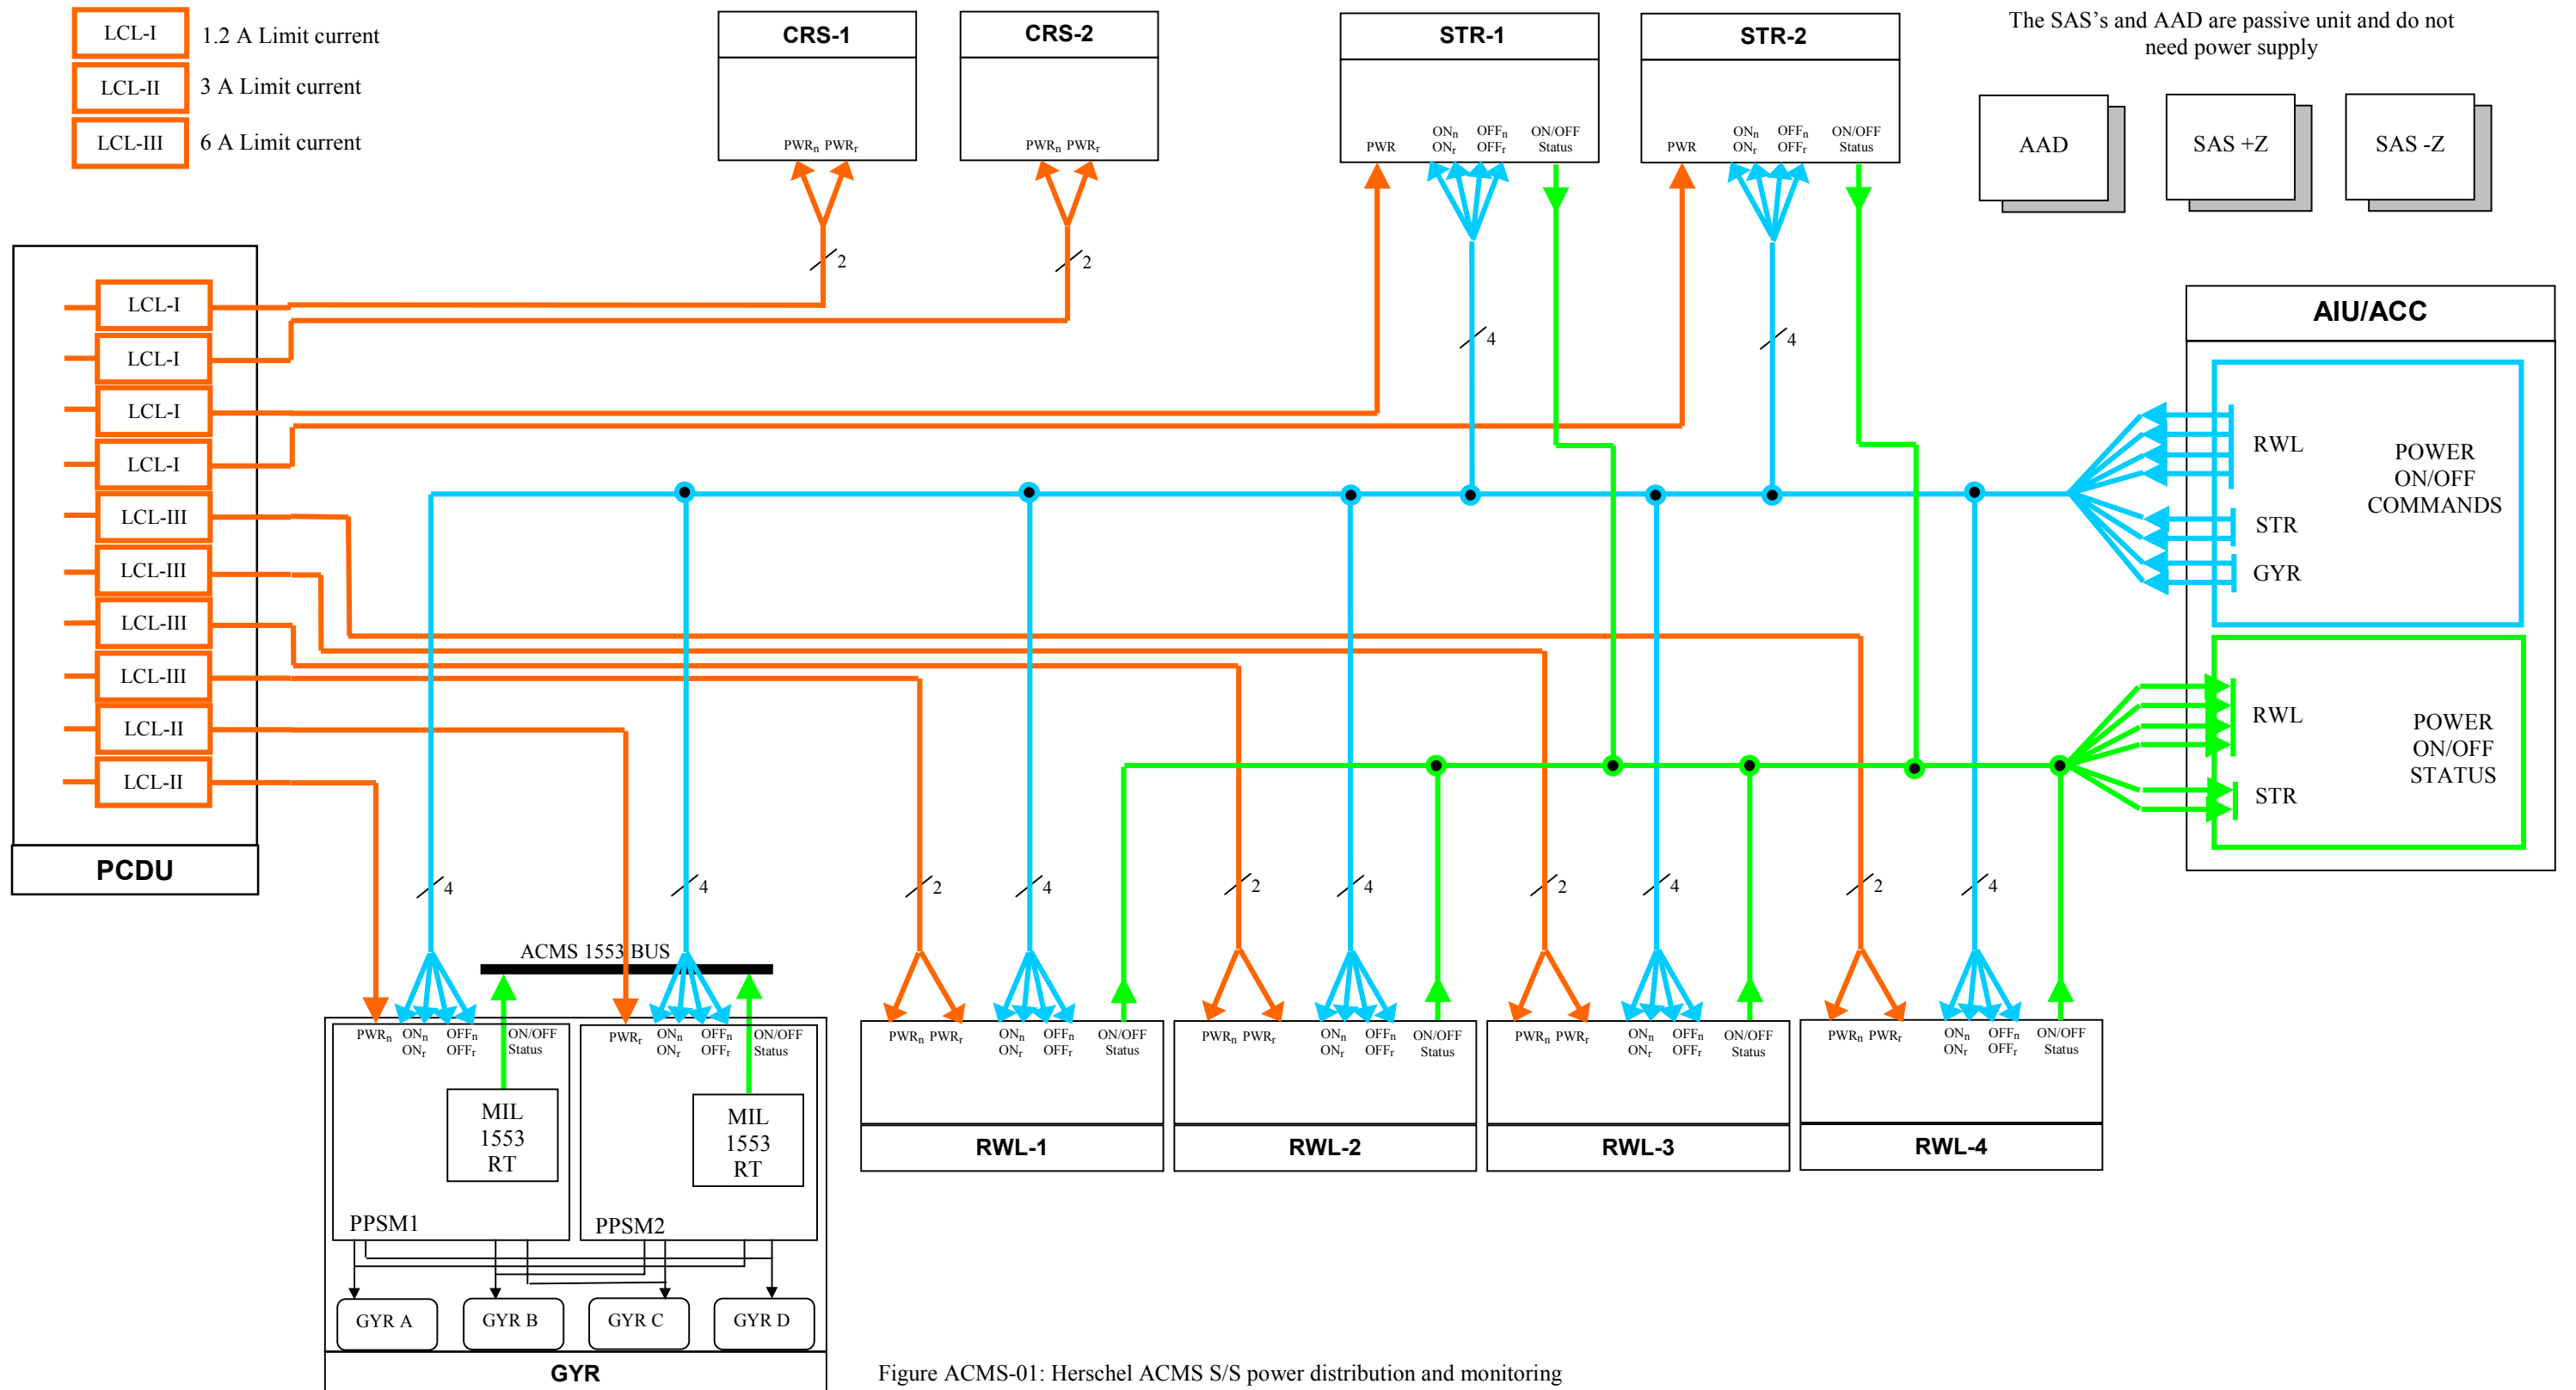 LCL-I 1.2 A Limit current
LCL-II 3 A Limit current
LCL-III 6 A Limit current
CRS-1
PWRn PWRr
CRS-2
PWRn PWRr
STR-1
PWR
ONn OFFn ON/OFF
ONr OFFr Status
STR-2
PWR
ONn OFFn ON/OFF
ONr OFFr Status
The SAS’s and AAD are passive unit and do not
need power supply
AAD
SAS +Z
SAS -Z
2
2
4
4
LCL-I
LCL-I
LCL-I
LCL-I
LCL-III
LCL-III
LCL-III
LCL-III
LCL-II
LCL-II
PCDU
AIU/ACC
RWL
STR
GYR
POWER
ON/OFF
COMMANDS
RWL
STR
POWER
ON/OFF
STATUS
4
4
2
4
2
4
2
4
2
4
ACMS 1553 BUS
PWRn ONn OFFn ON/OFF
ONr OFFr Status
MIL
1553
RT
PPSM1
PWRr ONn OFFn ON/OFF
ONr OFFr Status
MIL
1553
RT
PPSM2
GYR A
GYR B
GYR C
GYR D
GYR
PWRn PWRr ONn OFFn ON/OFF
ONr OFFr Status
RWL-1
PWRn PWRr ONn OFFn ON/OFF
ONr OFFr Status
RWL-2
PWRn PWRr ONn OFFn ON/OFF
ONr OFFr Status
RWL-3
PWRn PWRr ONn OFFn ON/OFF
ONr OFFr Status
RWL-4
Figure ACMS-01: Herschel ACMS S/S power distribution and monitoring